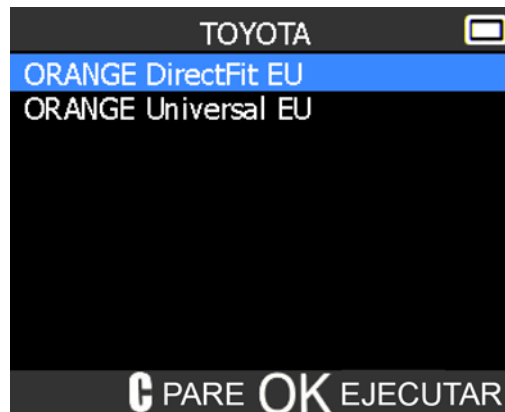 TOYOTA
ORANGE DirectFit EU
ORANGE Universal EU
C PARE OK EJECUTAR